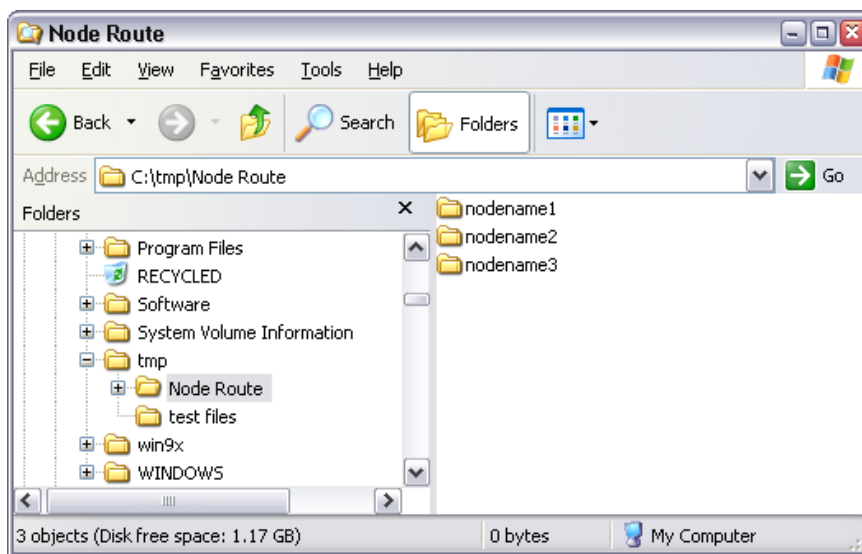 Node Route
File Edit View Favorites Tools Help
Back Search Folders
Address C:\tmp\Node Route Go
Folders
Program Files
RECYCLED
Software
System Volume Information
tmp
Node Route
test files
win9x
WINDOWS
nodename1
nodename2
nodename3
3 objects (Disk free space: 1.17 GB) 0 bytes My Computer